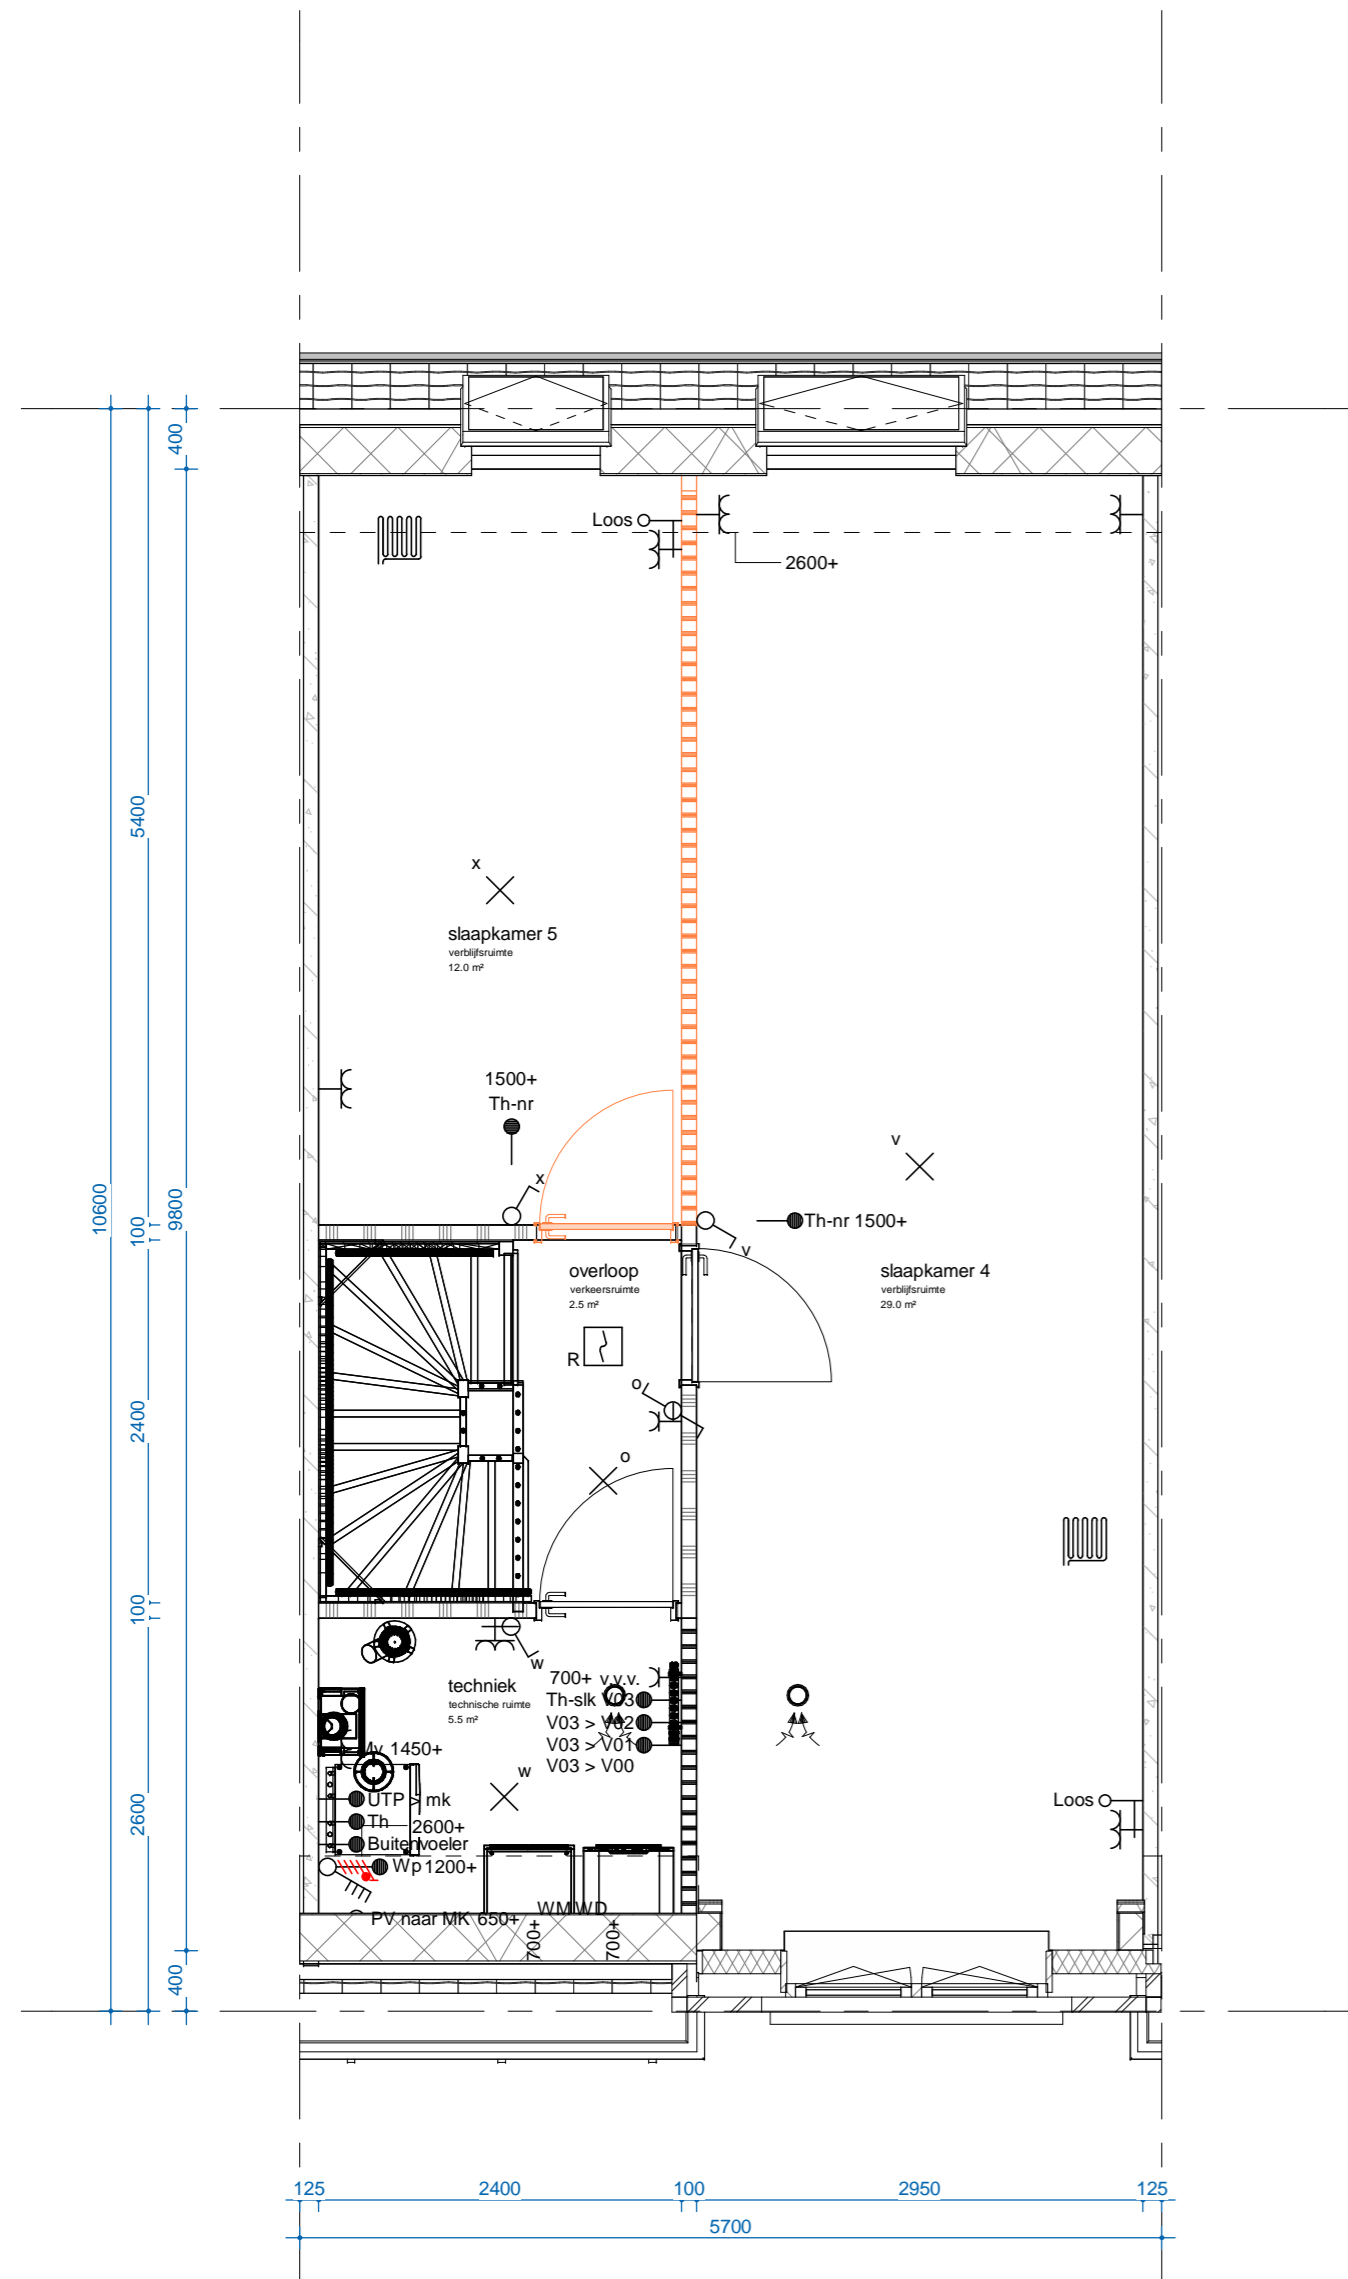 400
Loos
2600+
5400
x
slaapkamer 5
verblijfsruimte
12.0 m²
1500+
Th-nr
x
v
10600
100
9800
Th-nr 1500+
v
overloop
verkeersruimte
2.5 m²
slaapkamer 4
verblijfsruimte
29.0 m²
R
o
2400
o
100
w
techniek
technische ruimte
5.5 m²
700+ v.v.v.
Th-slk V03
V03 > V02
V03 > V01
V03 > V00
Mv 1450+
w
UTP > mk
Th
2600+
Buitenvoeler
Wp 1200+
Loos
2600
PV naar MK 650+
WM WD
700+
700+
400
125
2400
100
2950
125
5700